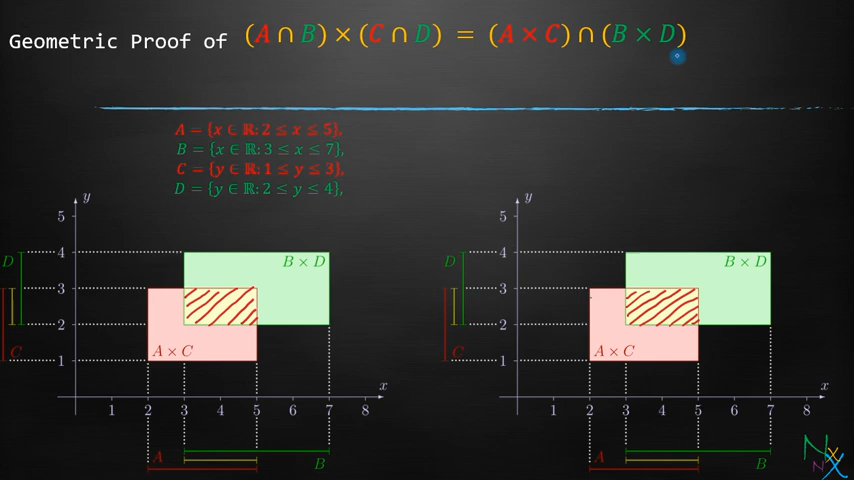 Geometric Proof of (A ∩ B) × (C ∩ D) = (A × C) ∩ (B × D)
A = {x ∈ ℝ: 2 ≤ x ≤ 5},
B = {x ∈ ℝ: 3 ≤ x ≤ 7},
C = {y ∈ ℝ: 1 ≤ y ≤ 3},
D = {y ∈ ℝ: 2 ≤ y ≤ 4},
y
5
4
D
B × D
3
2
C
1
A × C
x
1 2 3 4 5 6 7 8
A
B
y
5
4
D
B × D
3
2
C
1
A × C
x
1 2 3 4 5 6 7 8
A
B